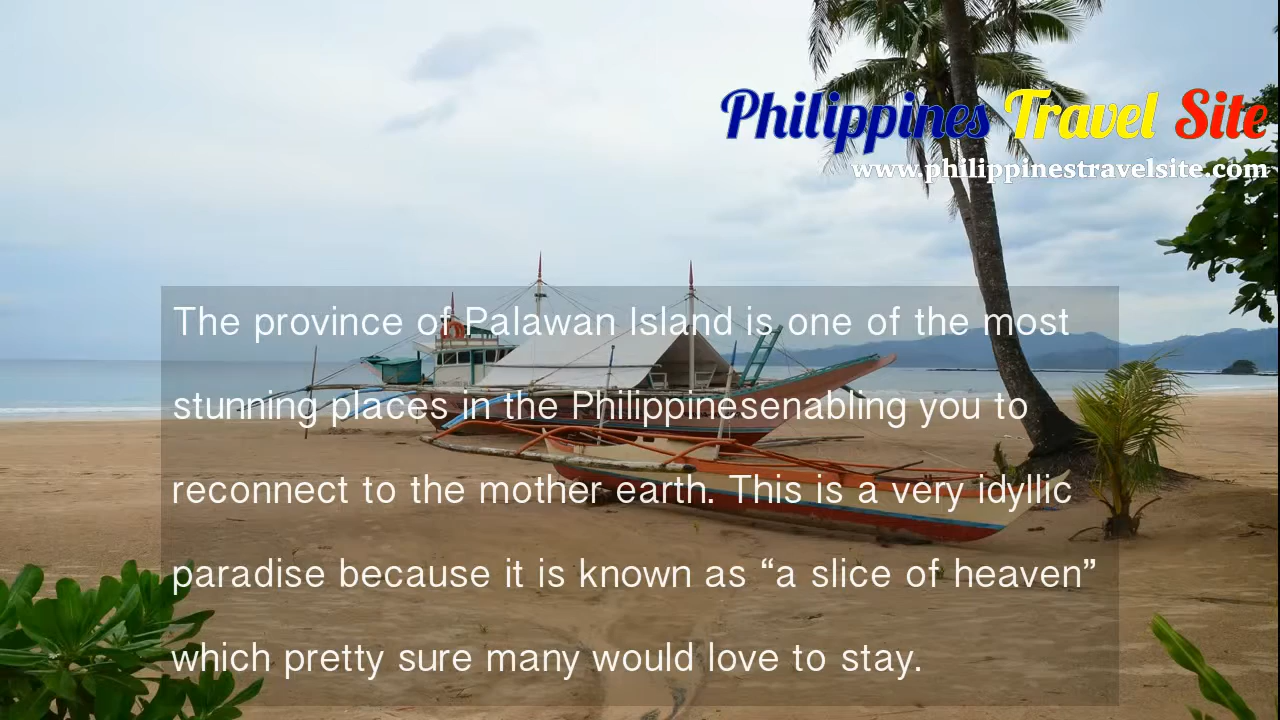 Philippines Travel Site
www.philippinestravelsite.com
The province of Palawan Island is one of the most
stunning places in the Philippinesenabling you to
reconnect to the mother earth. This is a very idyllic
paradise because it is known as “a slice of heaven”
which pretty sure many would love to stay.